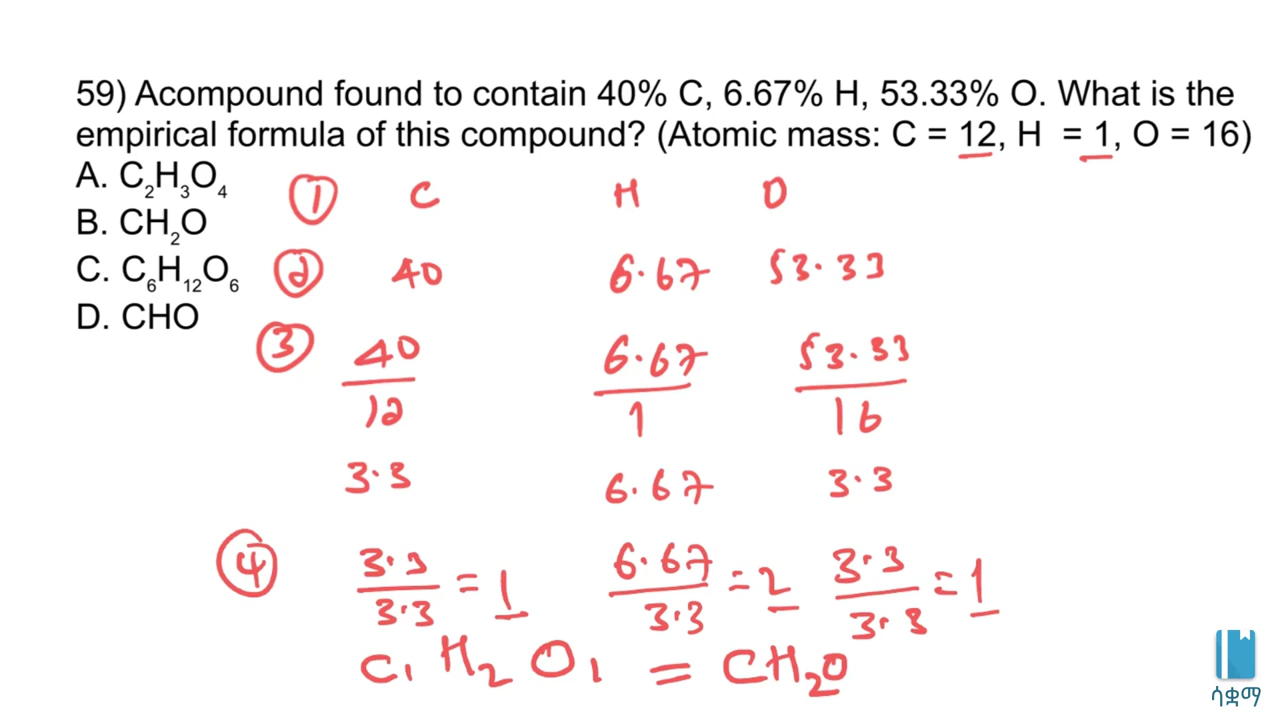 59) Acompound found to contain 40% C, 6.67% H, 53.33% O. What is the
empirical formula of this compound? (Atomic mass: C = 12, H = 1, O = 16)
A. C₂H₃O₄
B. CH₂O
C. C₆H₁₂O₆
D. CHO
① C H O
② 40 6.67 53.33
③ 40/12 6.67/1 53.33/16
3.3 6.67 3.3
④ 3.3/3.3 = 1 6.67/3.3 = 2 3.3/3.3 = 1
C₁ H₂ O₁ = CH₂O
ሳቋማ